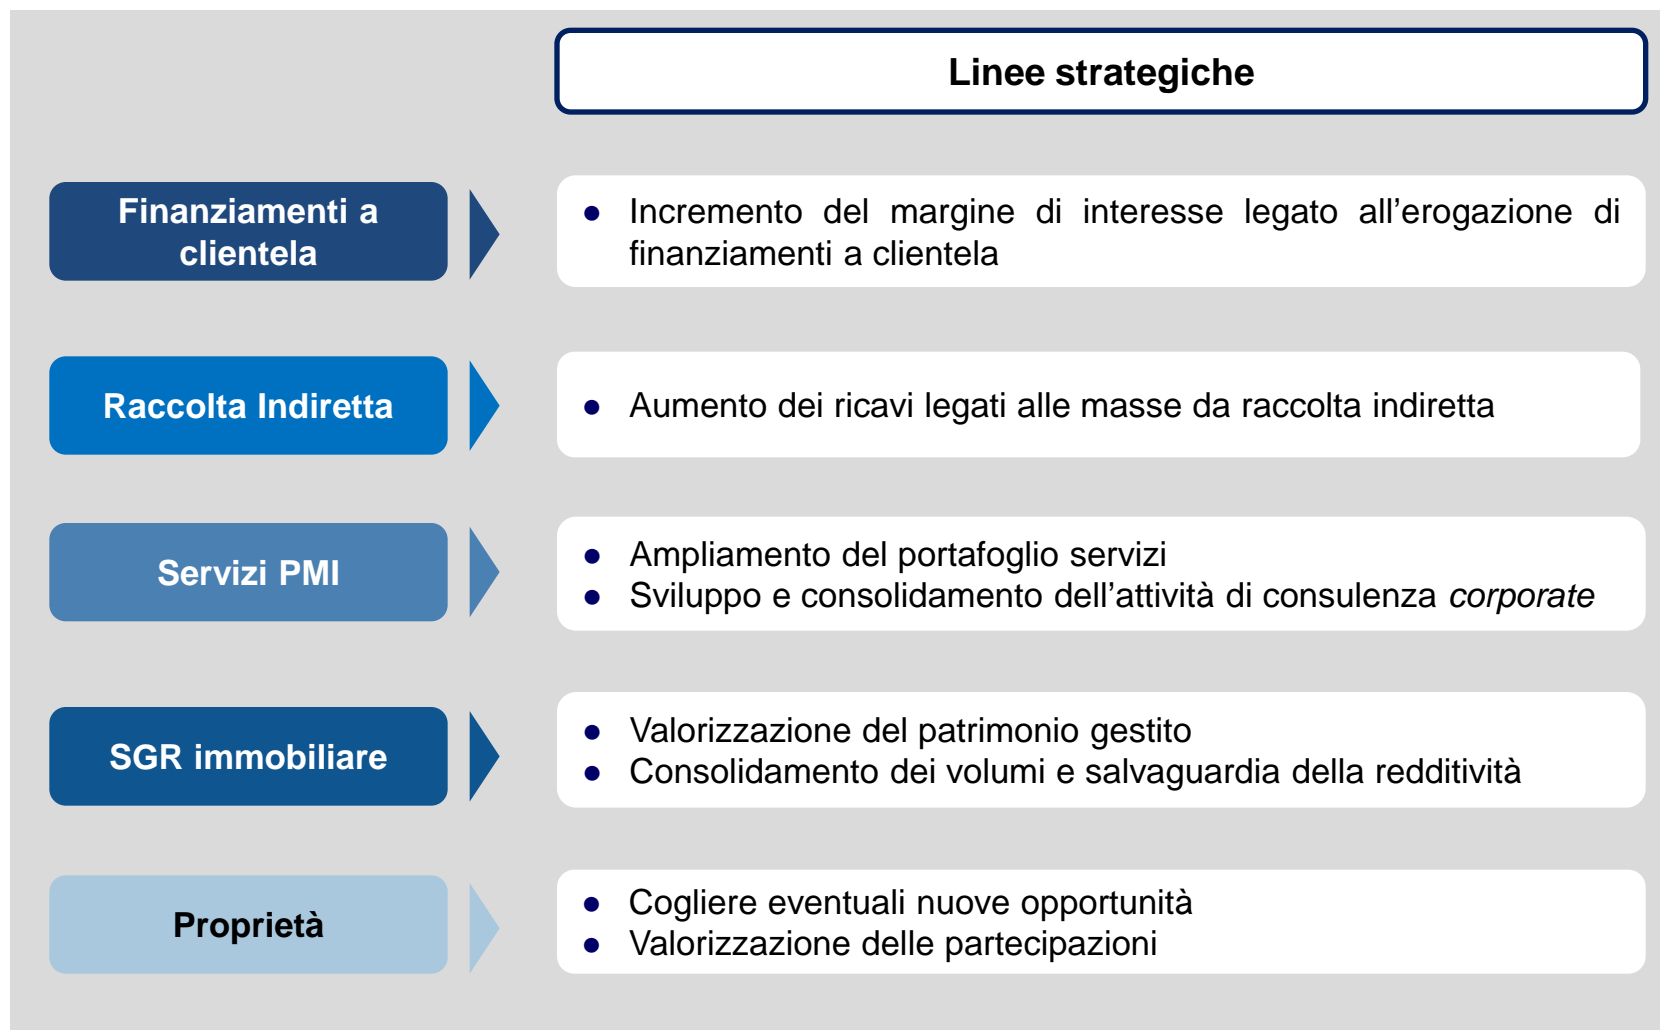 Linee strategiche
Finanziamenti a
clientela
● Incremento del margine di interesse legato all’erogazione di
finanziamenti a clientela
Raccolta Indiretta
● Aumento dei ricavi legati alle masse da raccolta indiretta
Servizi PMI
● Ampliamento del portafoglio servizi
● Sviluppo e consolidamento dell’attività di consulenza corporate
SGR immobiliare
● Valorizzazione del patrimonio gestito
● Consolidamento dei volumi e salvaguardia della redditività
Proprietà
● Cogliere eventuali nuove opportunità
● Valorizzazione delle partecipazioni